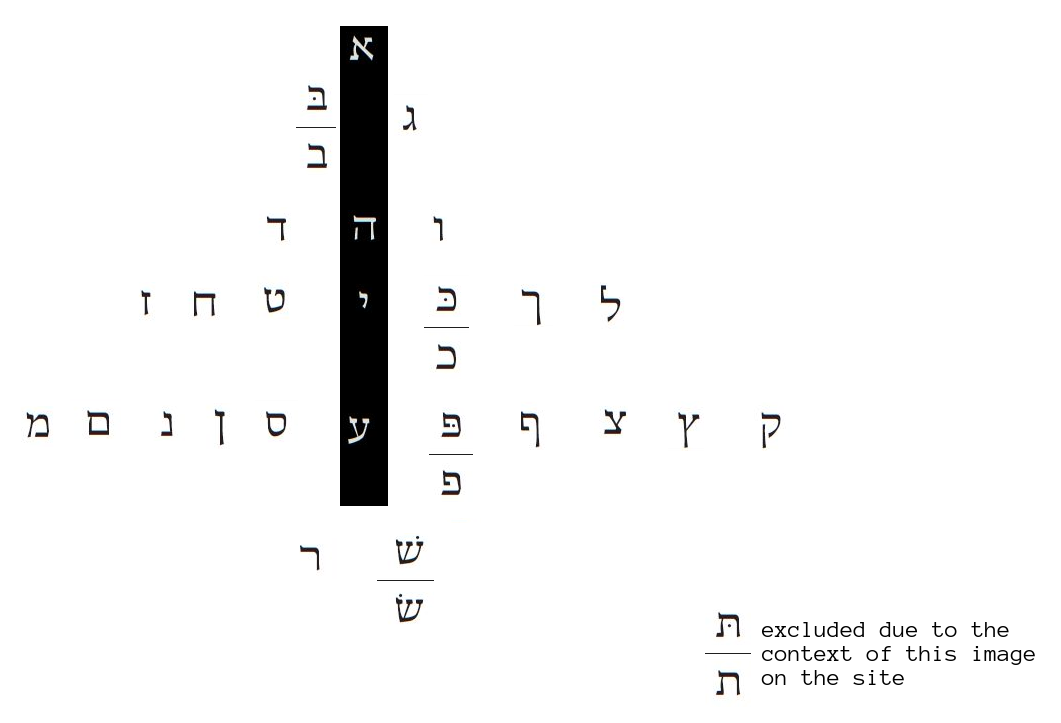 א
בּ ג
ב
ד ה ו
ז ח ט י כּ ך ל
כ
מ ם נ ן ס ע פּ ף צ ץ ק
פ
ר שׁ
שׂ
תּ excluded due to the
context of this image
ת on the site